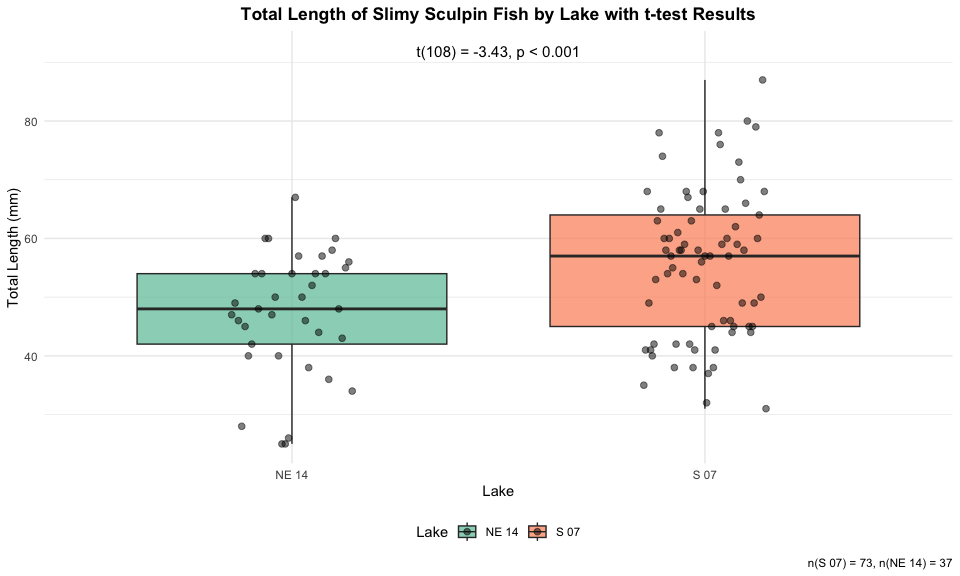 Total Length of Slimy Sculpin Fish by Lake with t-test Results
t(108) = -3.43, p < 0.001
Total Length (mm)
80
60
40
NE 14
S 07
Lake
Lake
NE 14
S 07
n(S 07) = 73, n(NE 14) = 37